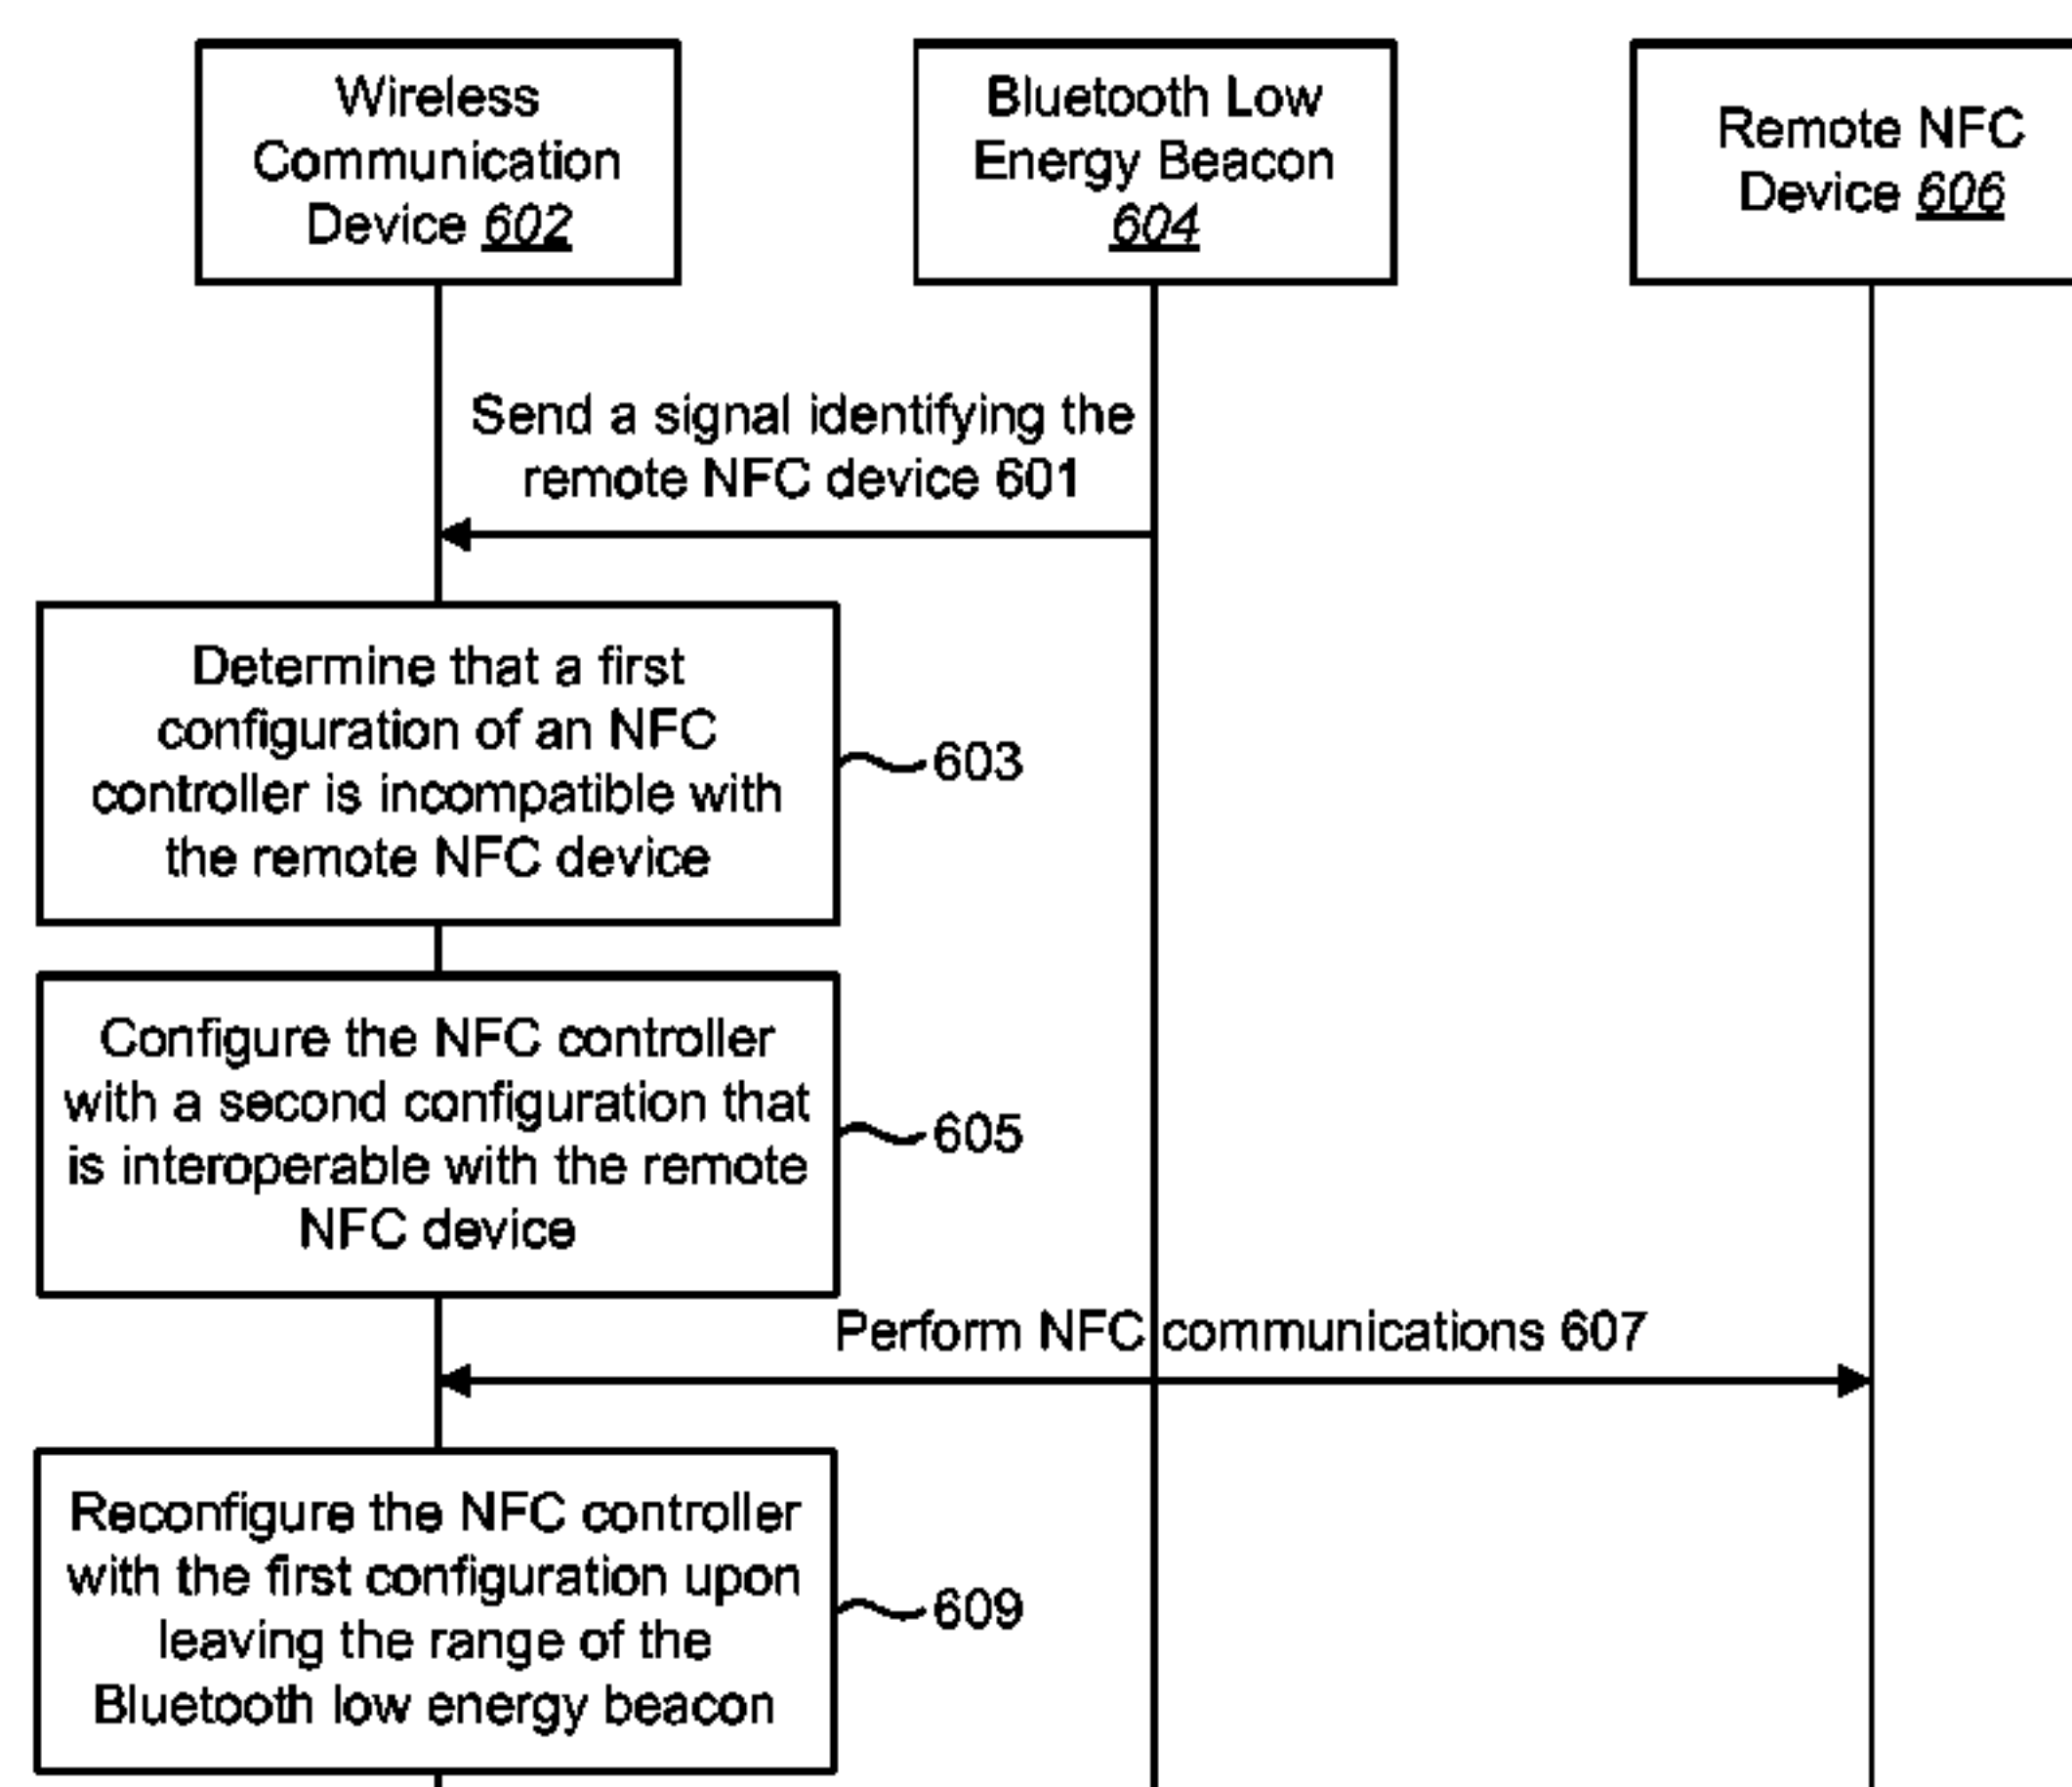 Wireless
Communication
Device 602
Bluetooth Low
Energy Beacon
604
Remote NFC
Device 606
Send a signal identifying the
remote NFC device 601
Determine that a first
configuration of an NFC
controller is incompatible with
the remote NFC device
603
Configure the NFC controller
with a second configuration that
is interoperable with the remote
NFC device
605
Perform NFC communications 607
Reconfigure the NFC controller
with the first configuration upon
leaving the range of the
Bluetooth low energy beacon
609